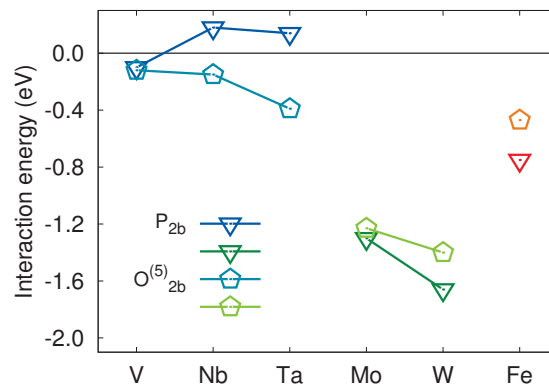 Interaction energy (eV)
0.0
-0.4
-0.8
-1.2
-1.6
-2.0
P2b
O(5)2b
V Nb Ta Mo W Fe